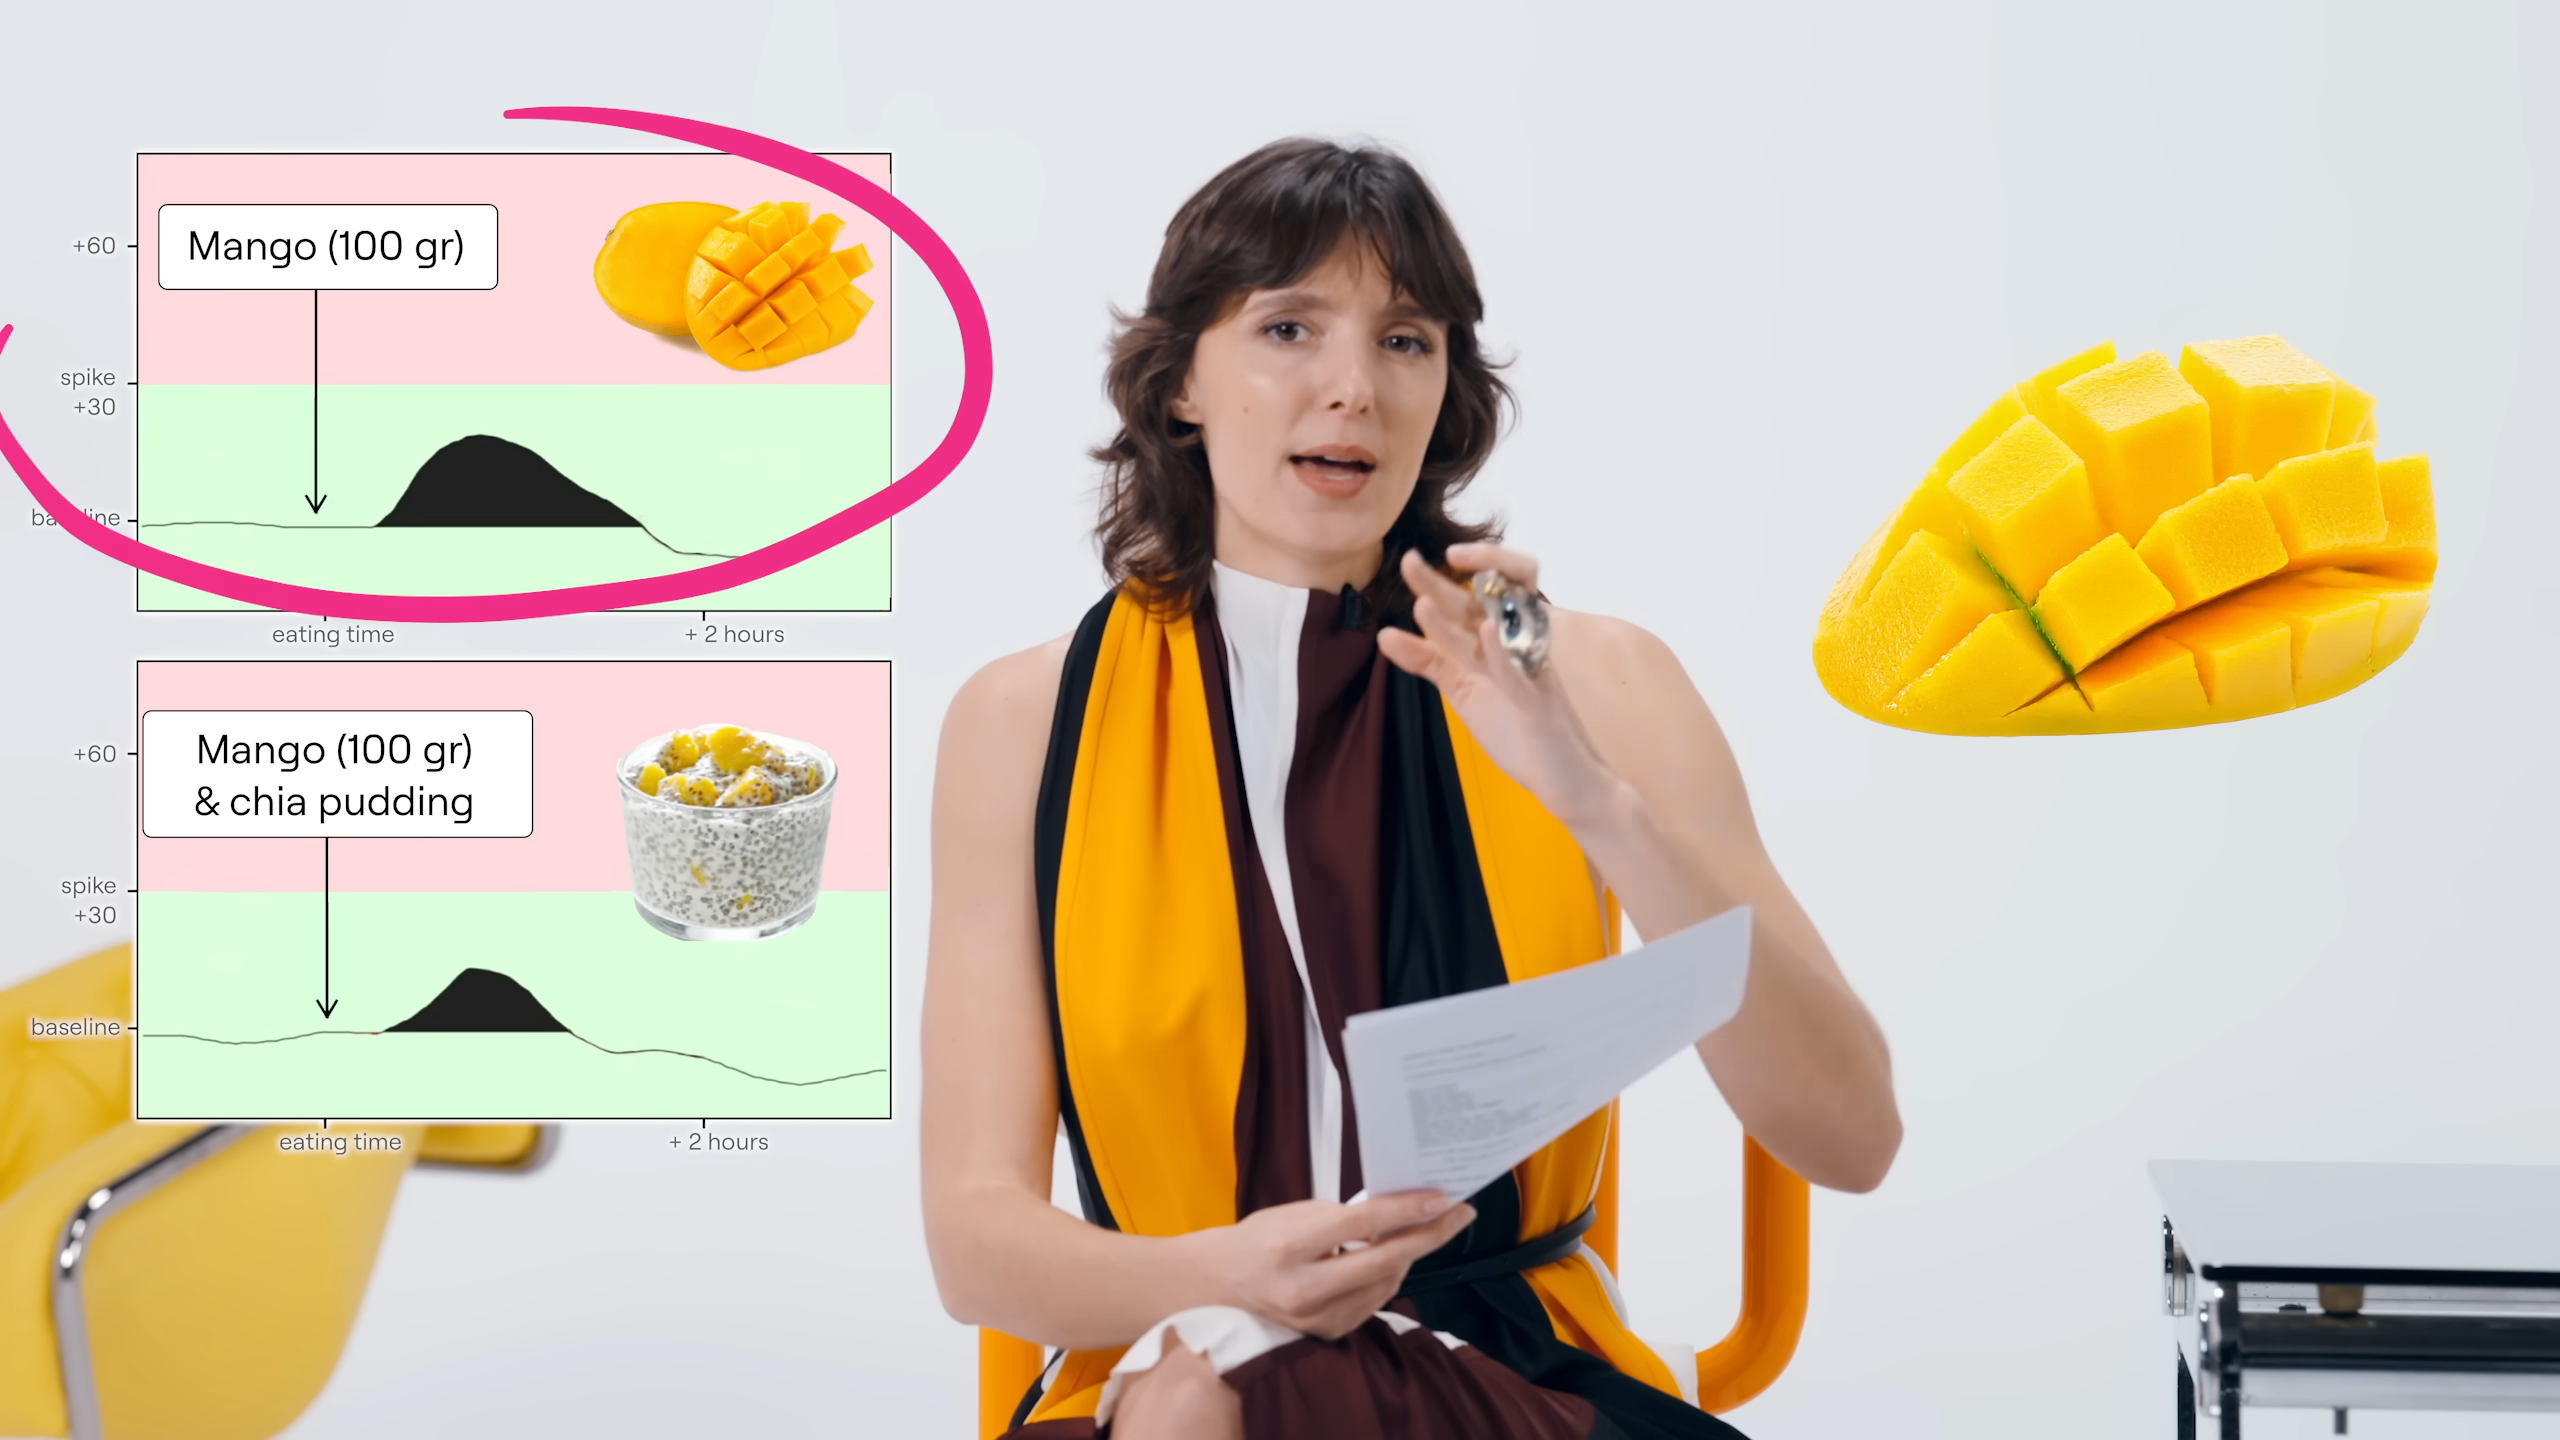 Mango (100 gr)
+60
spike
+30
baseline
eating time
+ 2 hours
Mango (100 gr)
& chia pudding
+60
spike
+30
baseline
eating time
+ 2 hours